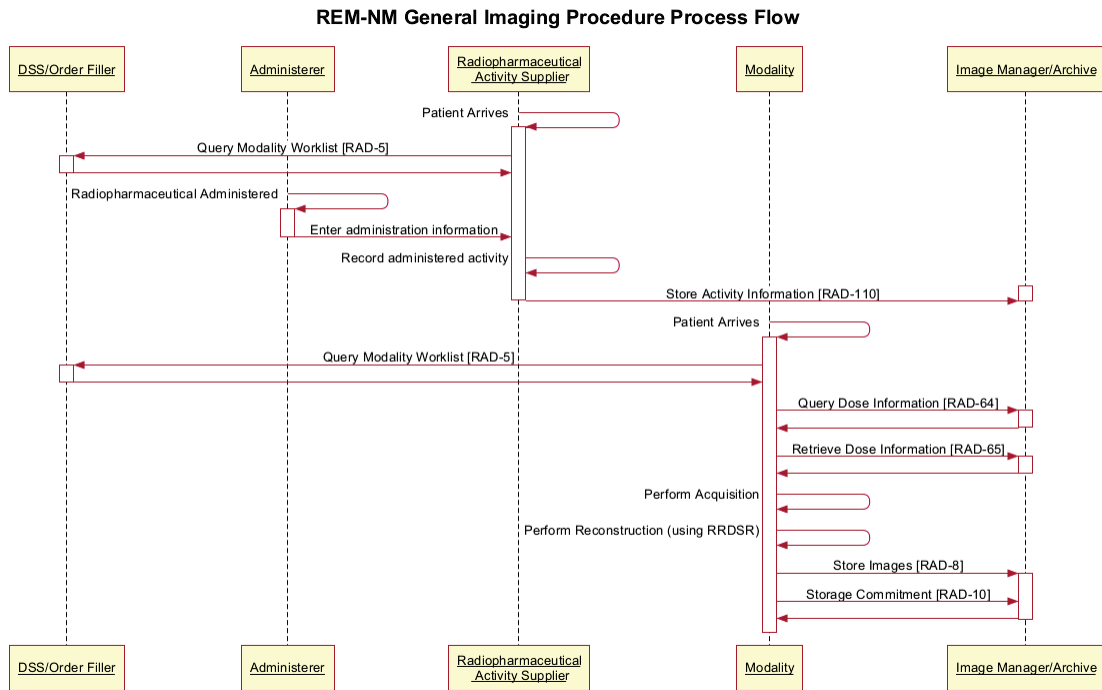 REM-NM General Imaging Procedure Process Flow
DSS/Order Filler
Administerer
Radiopharmaceutical
Activity Supplier
Modality
Image Manager/Archive
Patient Arrives
Query Modality Worklist [RAD-5]
Radiopharmaceutical Administered
Enter administration information
Record administered activity
Store Activity Information [RAD-110]
Patient Arrives
Query Modality Worklist [RAD-5]
Query Dose Information [RAD-64]
Retrieve Dose Information [RAD-65]
Perform Acquisition
Perform Reconstruction (using RRDSR)
Store Images [RAD-8]
Storage Commitment [RAD-10]
DSS/Order Filler
Administerer
Radiopharmaceutical
Activity Supplier
Modality
Image Manager/Archive